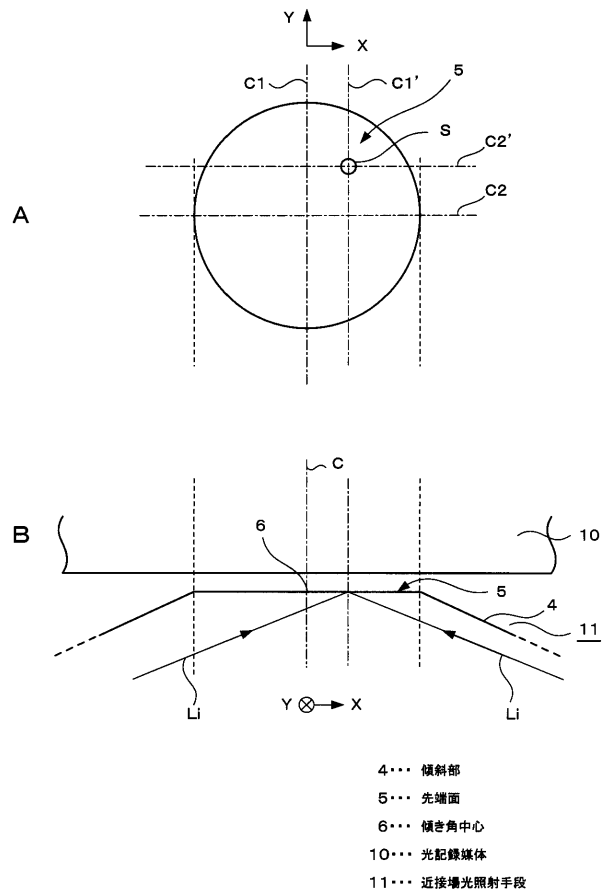 Y
X
C1
C1'
5
S
C2'
A
C2
C
B
6
10
5
4
11
Li
Y
X
Li
4··· 傾斜部
5··· 先端面
6··· 傾き角中心
10··· 光記録媒体
11··· 近接場光照射手段